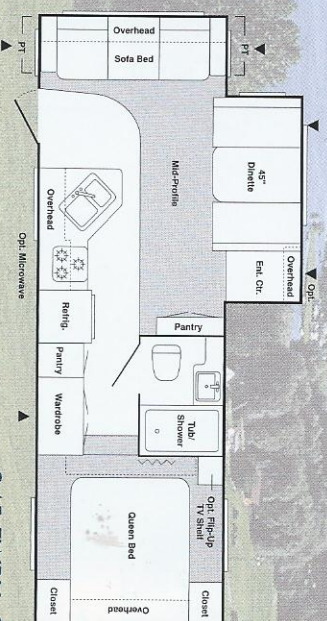 Overhead
Sofa Bed
PT
PT
45"
Dinette
Mid-Profile
Overhead
Ent. Ctr.
Opt.
Overhead
Opt. Microwave
Refrig.
Pantry
Pantry
Wardrobe
Tub/
Shower
Opt. Flip-Up
TV Shelf
Queen Bed
Closet
Overhead
Closet